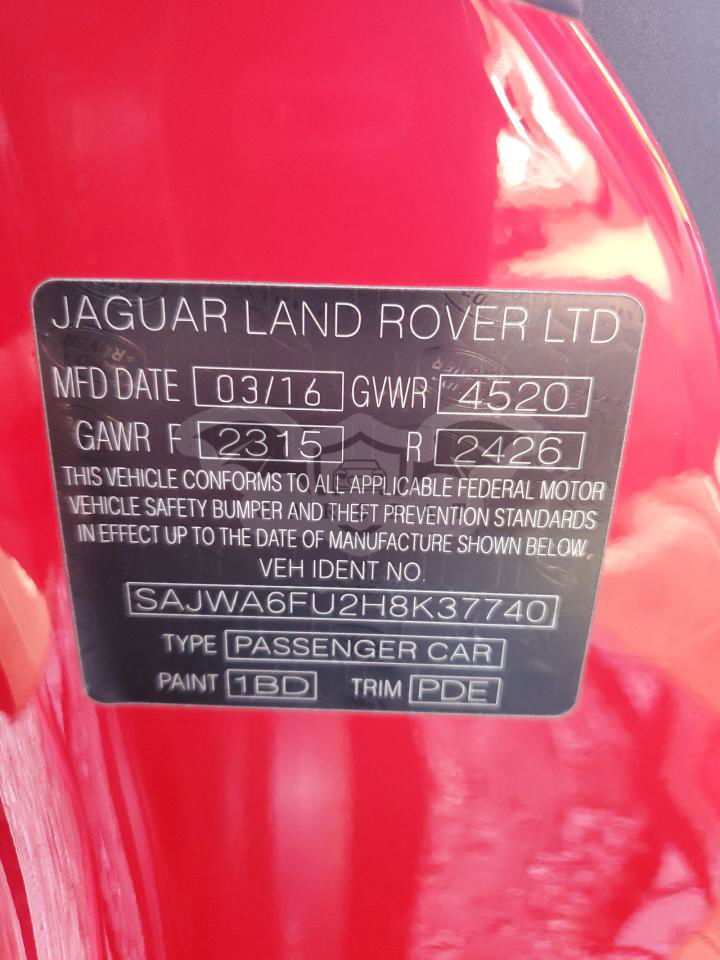 JAGUAR LAND ROVER LTD
MFD DATE 03/16 GVWR 4520
GAWR F 2315 R 2426
THIS VEHICLE CONFORMS TO ALL APPLICABLE FEDERAL MOTOR
VEHICLE SAFETY BUMPER AND THEFT PREVENTION STANDARDS
IN EFFECT UP TO THE DATE OF MANUFACTURE SHOWN BELOW.
VEH IDENT NO.
SAJWA6FU2H8K37740
TYPE PASSENGER CAR
PAINT 1BD TRIM PDE